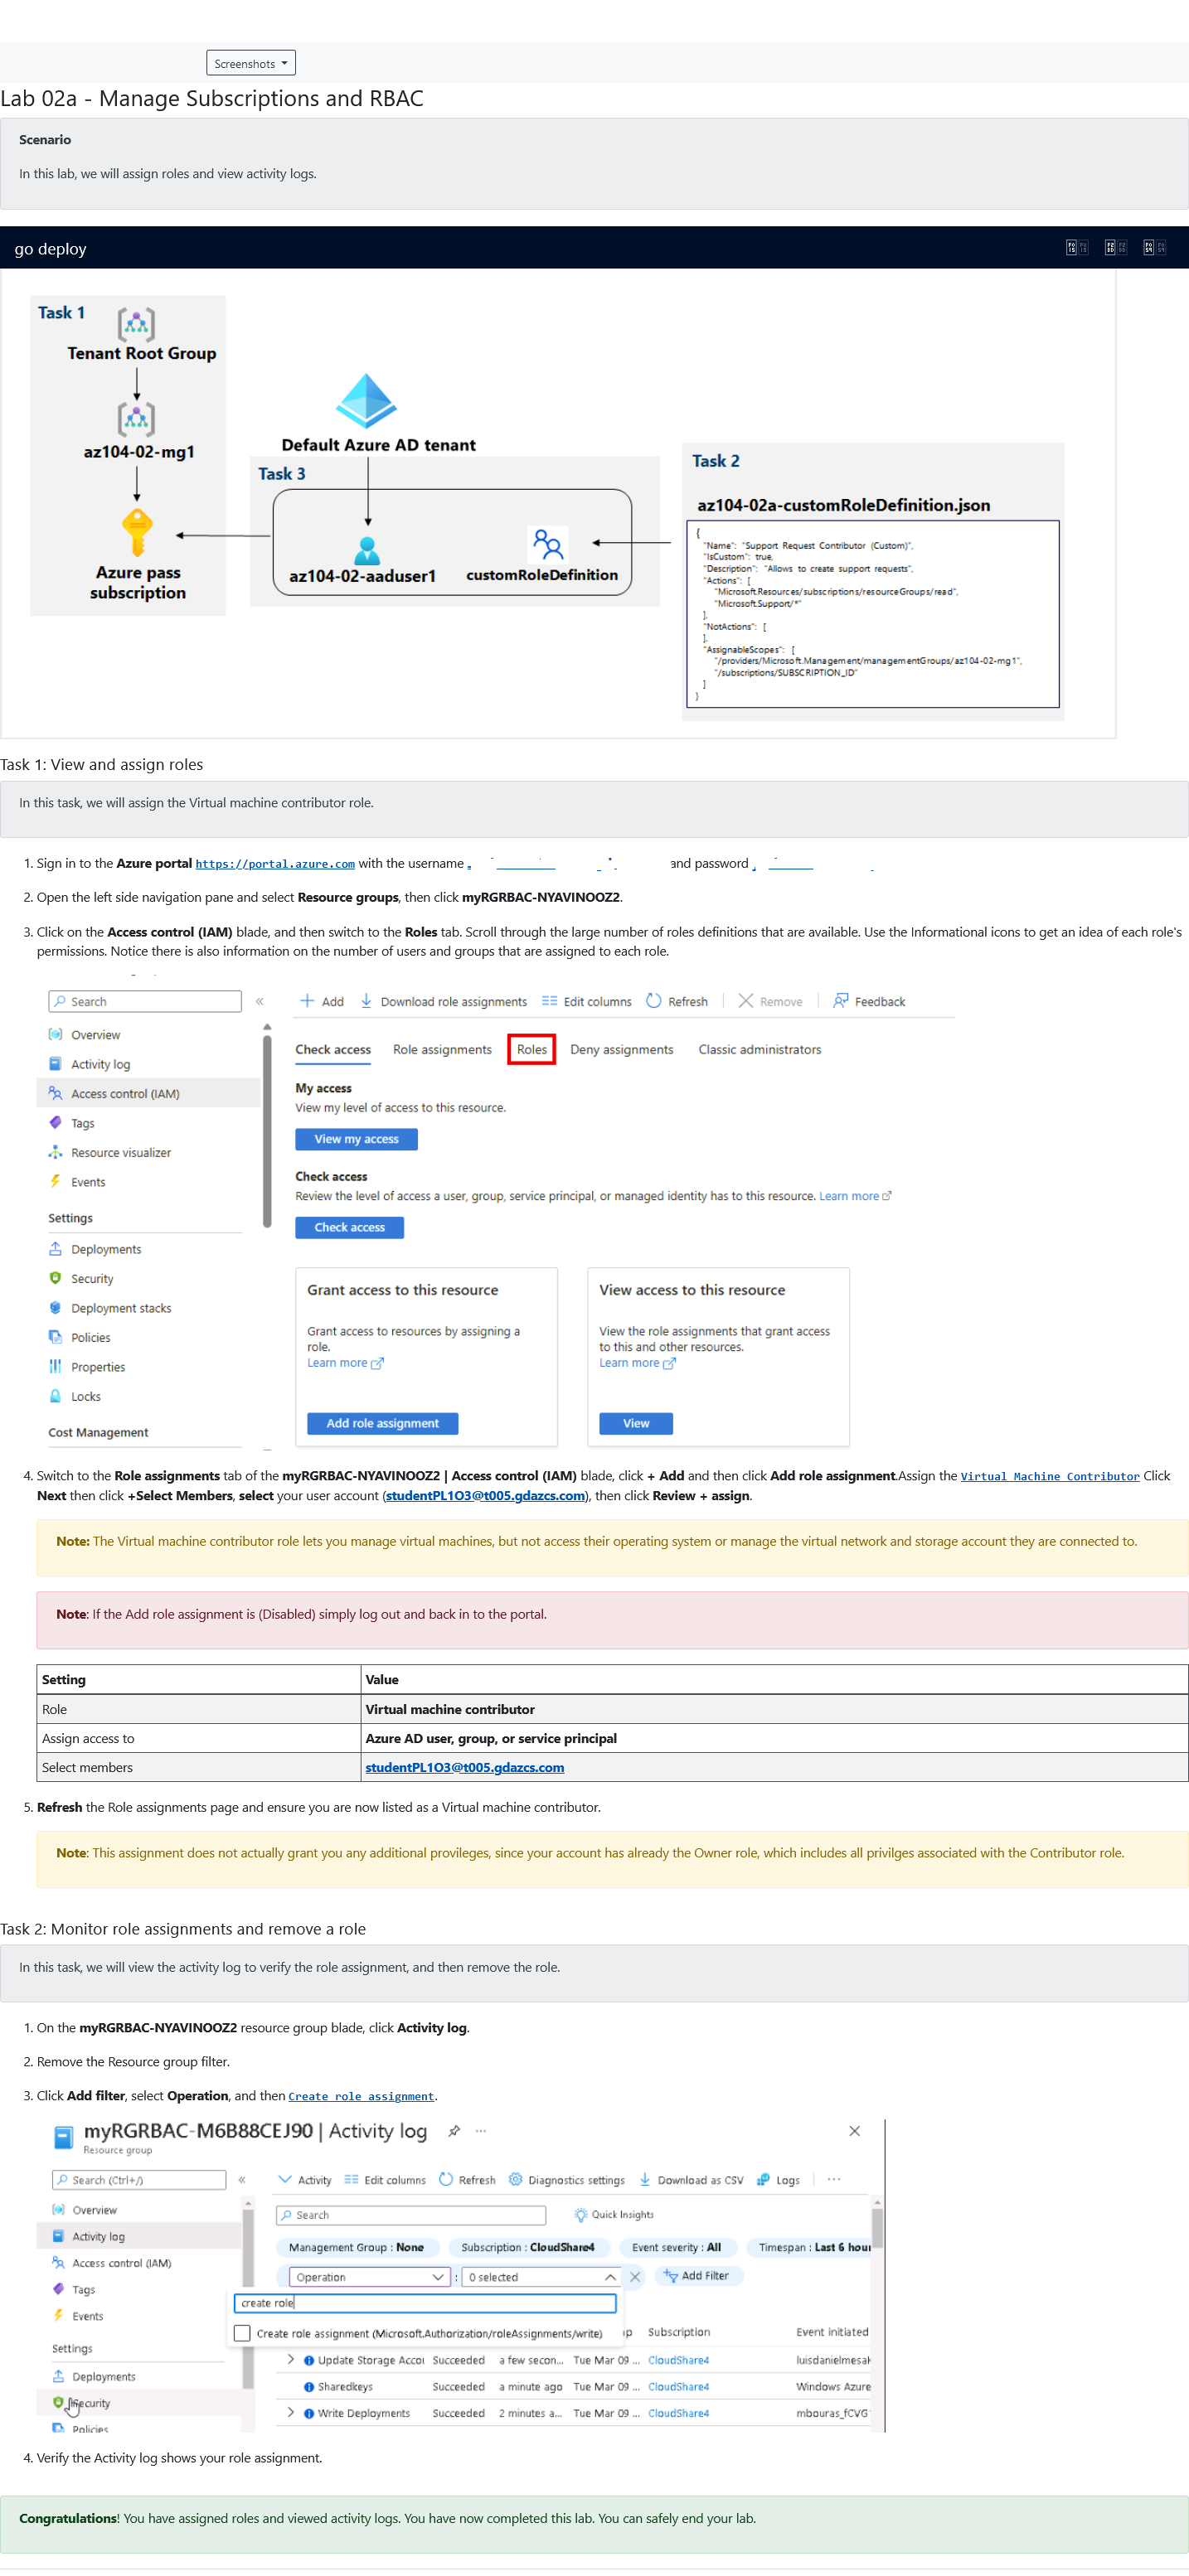 Screenshots
Lab 02a - Manage Subscriptions and RBAC
Scenario
In this lab, we will assign roles and view activity logs.
go deploy
Task 1
Tenant Root Group
az104-02-mg1
Azure pass
subscription
Default Azure AD tenant
Task 3
az104-02-aaduser1
customRoleDefinition
Task 2
az104-02a-customRoleDefinition.json
{
"Name": "Support Request Contributor (Custom)",
"IsCustom": true,
"Description": "Allows to create support requests",
"Actions": [
"Microsoft.Resources/subscriptions/resourceGroups/read",
"Microsoft.Support/*"
],
"NotActions": [
],
"AssignableScopes": [
"/providers/Microsoft.Management/managementGroups/az104-02-mg1",
"/subscriptions/SUBSCRIPTION_ID"
]
}
Task 1: View and assign roles
In this task, we will assign the Virtual machine contributor role.
1. Sign in to the Azure portal https://portal.azure.com with the username and password
2. Open the left side navigation pane and select Resource groups, then click myRGRBAC-NYAVINOOZ2.
3. Click on the Access control (IAM) blade, and then switch to the Roles tab. Scroll through the large number of roles definitions that are available. Use the Informational icons to get an idea of each role's
permissions. Notice there is also information on the number of users and groups that are assigned to each role.
Search
Overview
Activity log
Access control (IAM)
Tags
Resource visualizer
Events
Settings
Deployments
Security
Deployment stacks
Policies
Properties
Locks
Cost Management
Add Download role assignments Edit columns Refresh Remove Feedback
Check access Role assignments Roles Deny assignments Classic administrators
My access
View my level of access to this resource.
View my access
Check access
Review the level of access a user, group, service principal, or managed identity has to this resource. Learn more
Check access
Grant access to this resource
Grant access to resources by assigning a
role.
Learn more
Add role assignment
View access to this resource
View the role assignments that grant access
to this and other resources.
Learn more
View
4. Switch to the Role assignments tab of the myRGRBAC-NYAVINOOZ2 | Access control (IAM) blade, click + Add and then click Add role assignment.Assign the Virtual Machine Contributor Click
Next then click +Select Members, select your user account (studentPL1O3@t005.gdazcs.com), then click Review + assign.
Note: The Virtual machine contributor role lets you manage virtual machines, but not access their operating system or manage the virtual network and storage account they are connected to.
Note: If the Add role assignment is (Disabled) simply log out and back in to the portal.
Setting Value
Role Virtual machine contributor
Assign access to Azure AD user, group, or service principal
Select members studentPL1O3@t005.gdazcs.com
5. Refresh the Role assignments page and ensure you are now listed as a Virtual machine contributor.
Note: This assignment does not actually grant you any additional provileges, since your account has already the Owner role, which includes all privilges associated with the Contributor role.
Task 2: Monitor role assignments and remove a role
In this task, we will view the activity log to verify the role assignment, and then remove the role.
1. On the myRGRBAC-NYAVINOOZ2 resource group blade, click Activity log.
2. Remove the Resource group filter.
3. Click Add filter, select Operation, and then Create role assignment.
myRGRBAC-M6B88CEJ90 | Activity log
Resource group
Search (Ctrl+/)
Overview
Activity log
Access control (IAM)
Tags
Events
Settings
Deployments
Security
Policies
Activity Edit columns Refresh Diagnostics settings Download as CSV Logs
Search Quick Insights
Management Group : None Subscription : CloudShare4 Event severity : All Timespan : Last 6 hour
Operation : 0 selected Add Filter
create role
Create role assignment (Microsoft.Authorization/roleAssignments/write)
Subscription Event initiated
Update Storage Accou Succeeded a few secon... Tue Mar 09 ... CloudShare4 luisdanielmesa
Sharedkeys Succeeded a minute ago Tue Mar 09 ... CloudShare4 Windows Azure
Write Deployments Succeeded 2 minutes a... Tue Mar 09 ... CloudShare4 mbouras_fCVG
4. Verify the Activity log shows your role assignment.
Congratulations! You have assigned roles and viewed activity logs. You have now completed this lab. You can safely end your lab.